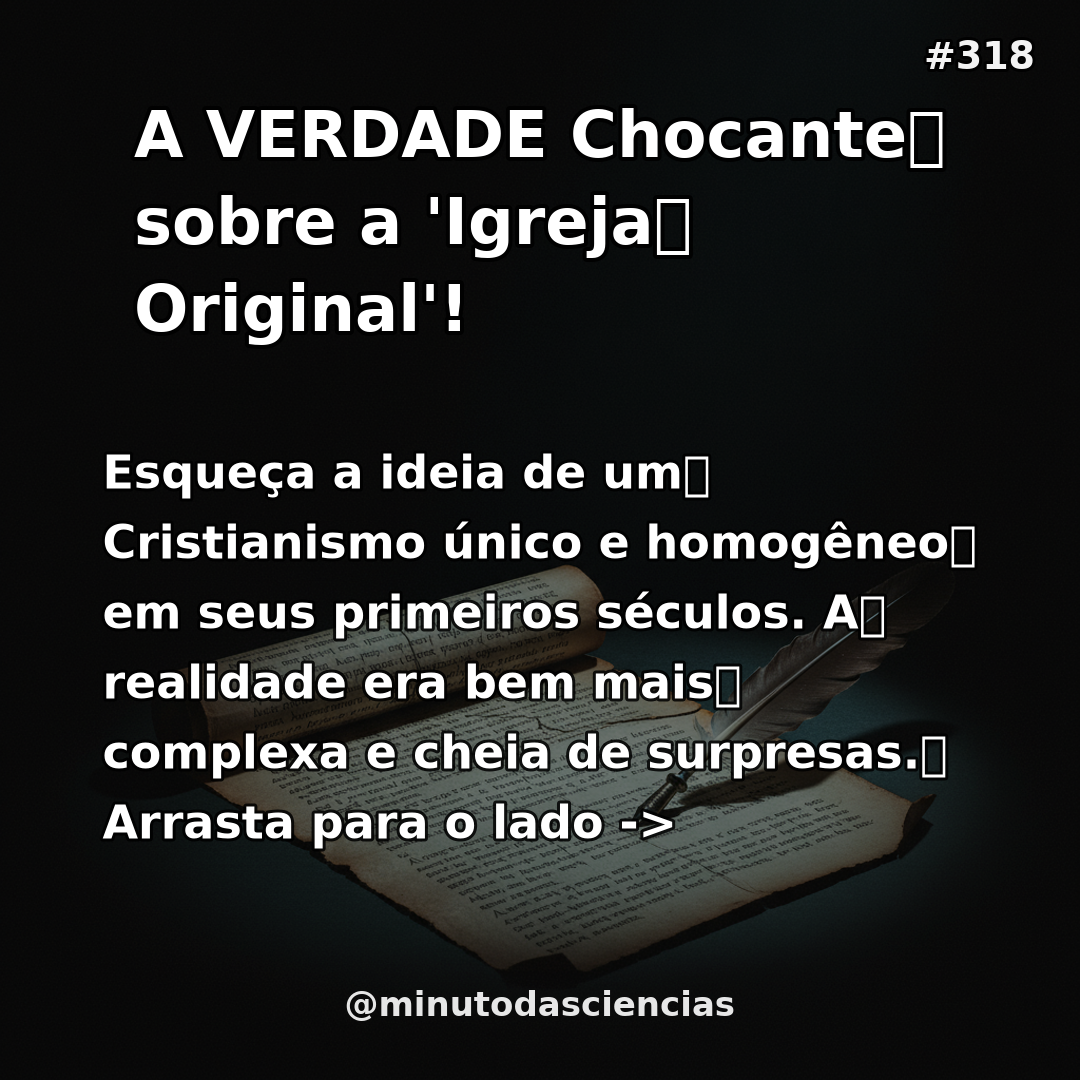 #318
A VERDADE Chocante
sobre a 'Igreja
Original'!
Esqueça a ideia de um
Cristianismo único e homogêneo
em seus primeiros séculos. A
realidade era bem mais
complexa e cheia de surpresas.
Arrasta para o lado ->
@minutodasciencias